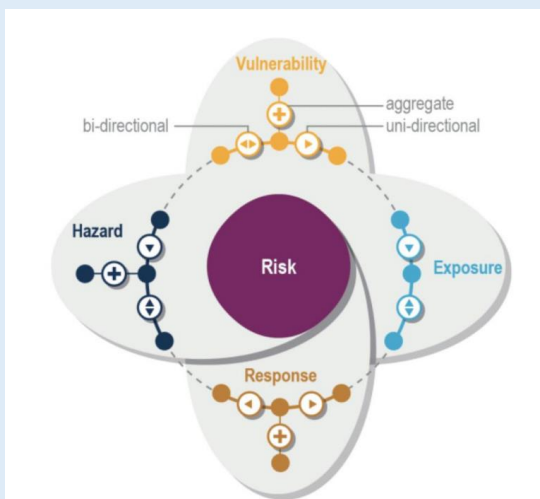 Vulnerability
aggregate
bi-directional
uni-directional
Hazard
Risk
Exposure
Response